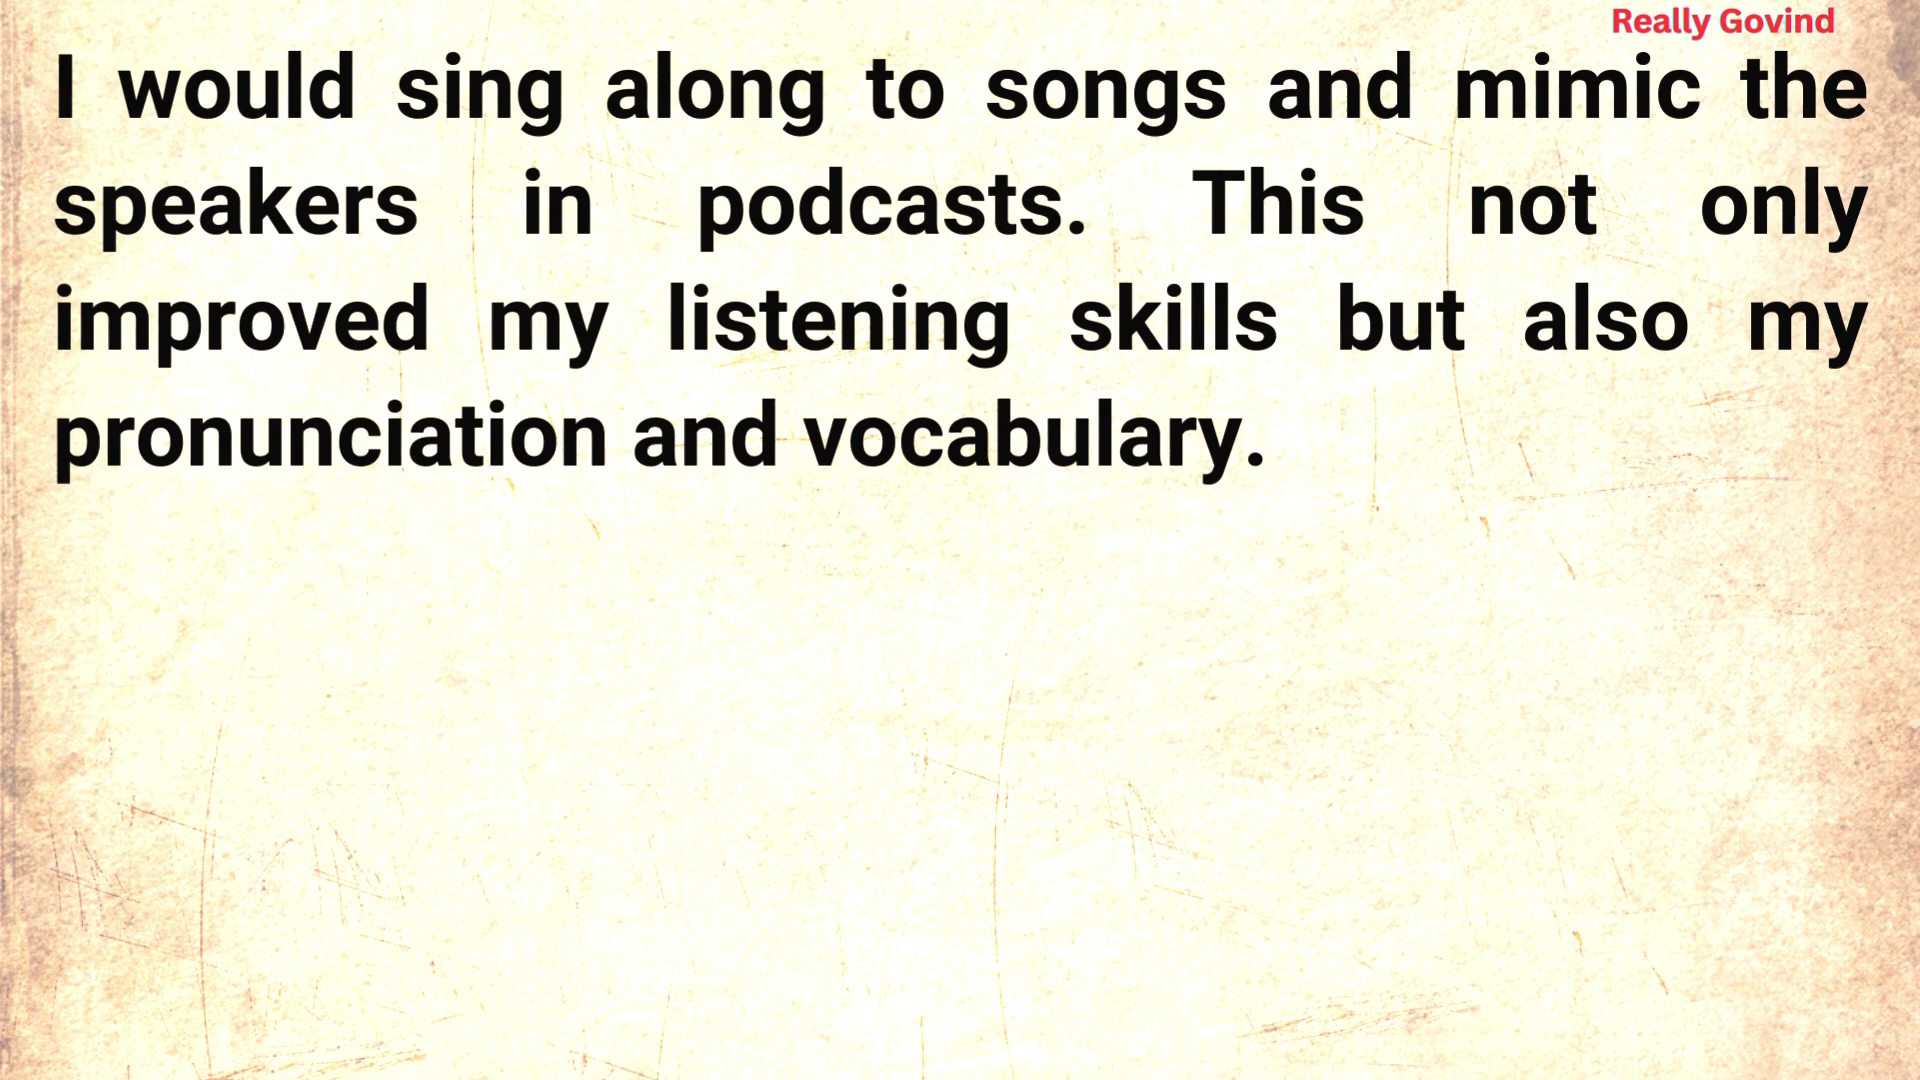 Really Govind
I would sing along to songs and mimic the
speakers in podcasts. This not only
improved my listening skills but also my
pronunciation and vocabulary.